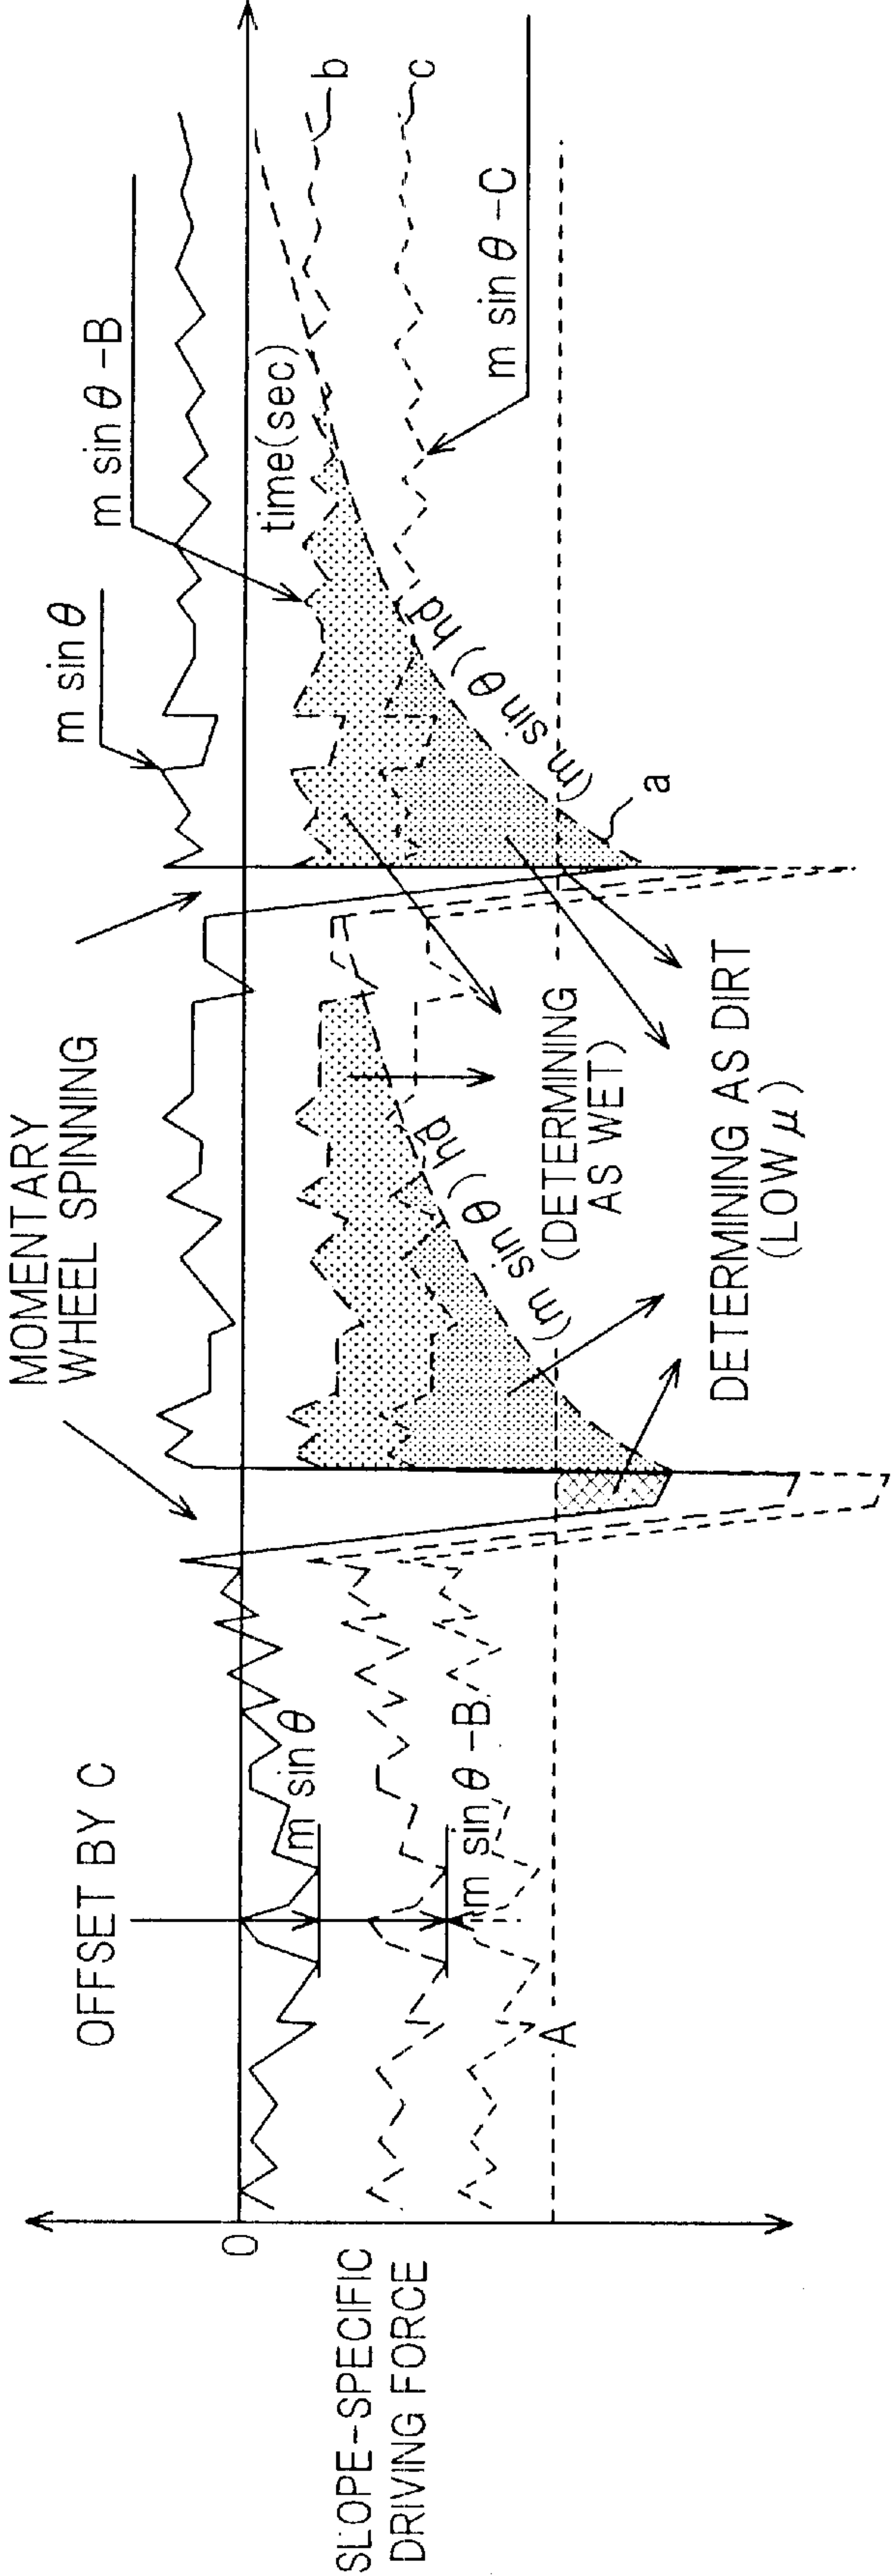 MOMENTARY
WHEEL SPINNING
OFFSET BY C
m sin θ
m sin θ -B
0
SLOPE-SPECIFIC
DRIVING FORCE
m sin θ
m sin θ -B
A
time(sec)
b
c
(m sin θ) hd
(m sin θ) hd
a
m sin θ -C
(DETERMINING
AS WET)
DETERMINING AS DIRT
(LOW μ)